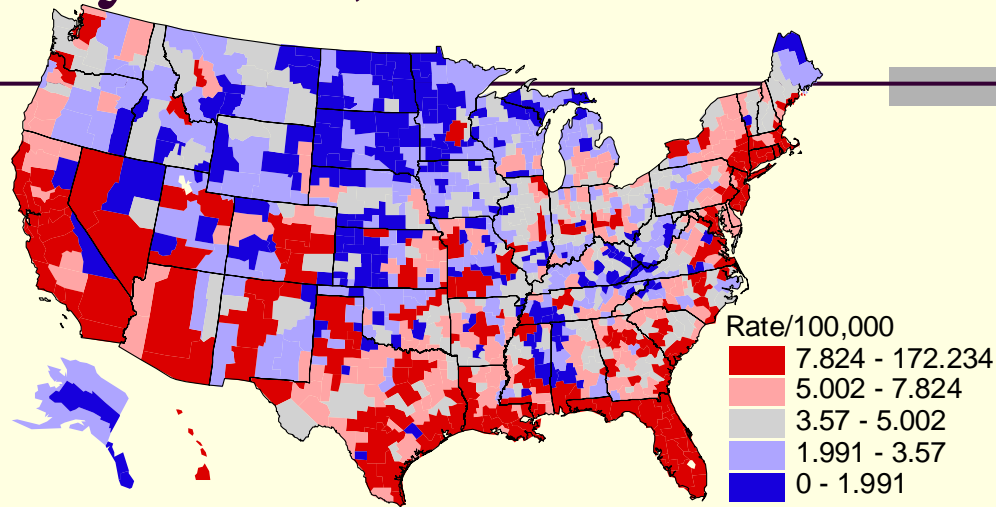 Rate/100,000
7.824 - 172.234
5.002 - 7.824
3.57 - 5.002
1.991 - 3.57
0 - 1.991